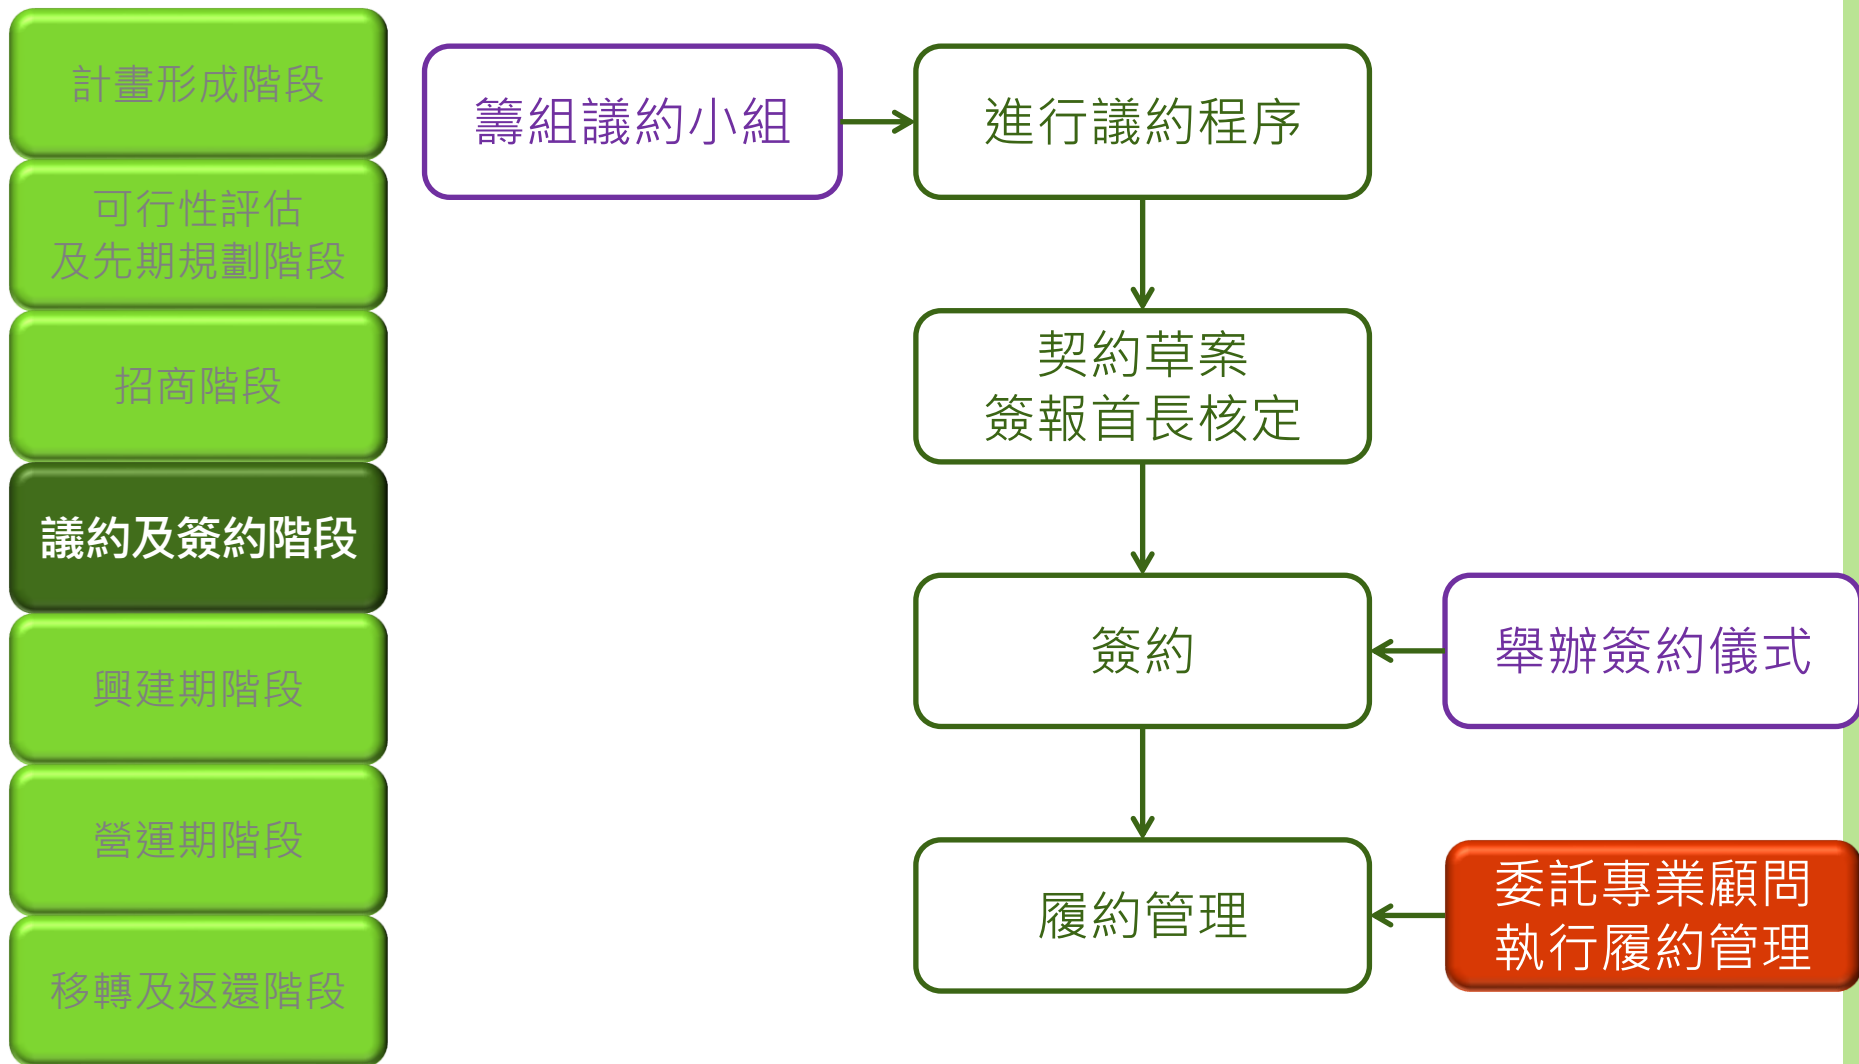 計畫形成階段
可行性評估
及先期規劃階段
招商階段
議約及簽約階段
興建期階段
營運期階段
移轉及返還階段
籌組議約小組
進行議約程序
契約草案
簽報首長核定
簽約
舉辦簽約儀式
履約管理
委託專業顧問
執行履約管理